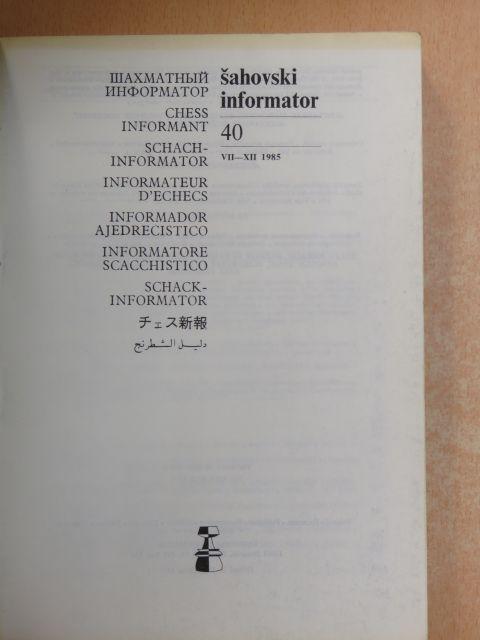 ШАХМАТНЫЙ
ИНФОРМАТОР
CHESS
INFORMANT
SCHACH-
INFORMATOR
INFORMATEUR
D'ECHECS
INFORMADOR
AJEDRECISTICO
INFORMATORE
SCACCHISTICO
SCHACK-
INFORMATOR
チェス新報
دليل الشطرنج
šahovski
informator
40
VII—XII 1985